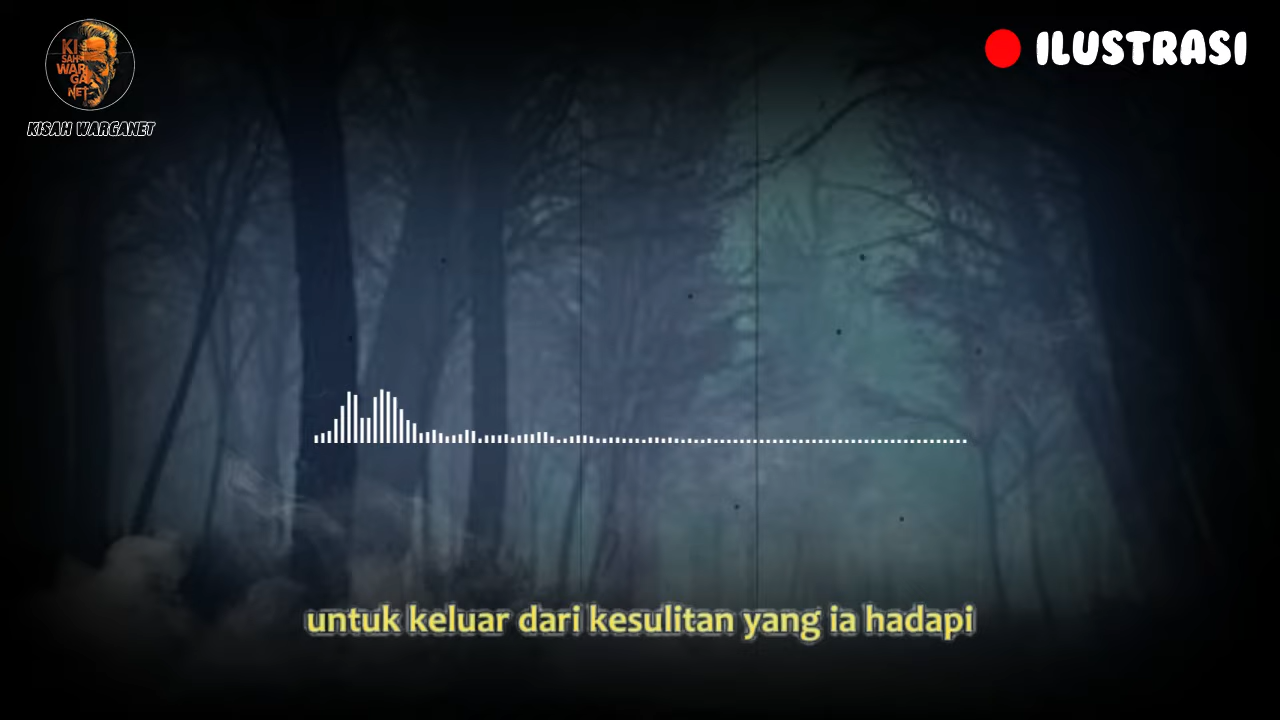 KI
SAH
WAR
GA
NET
KISAH WARGANET
ILUSTRASI
untuk keluar dari kesulitan yang ia hadapi